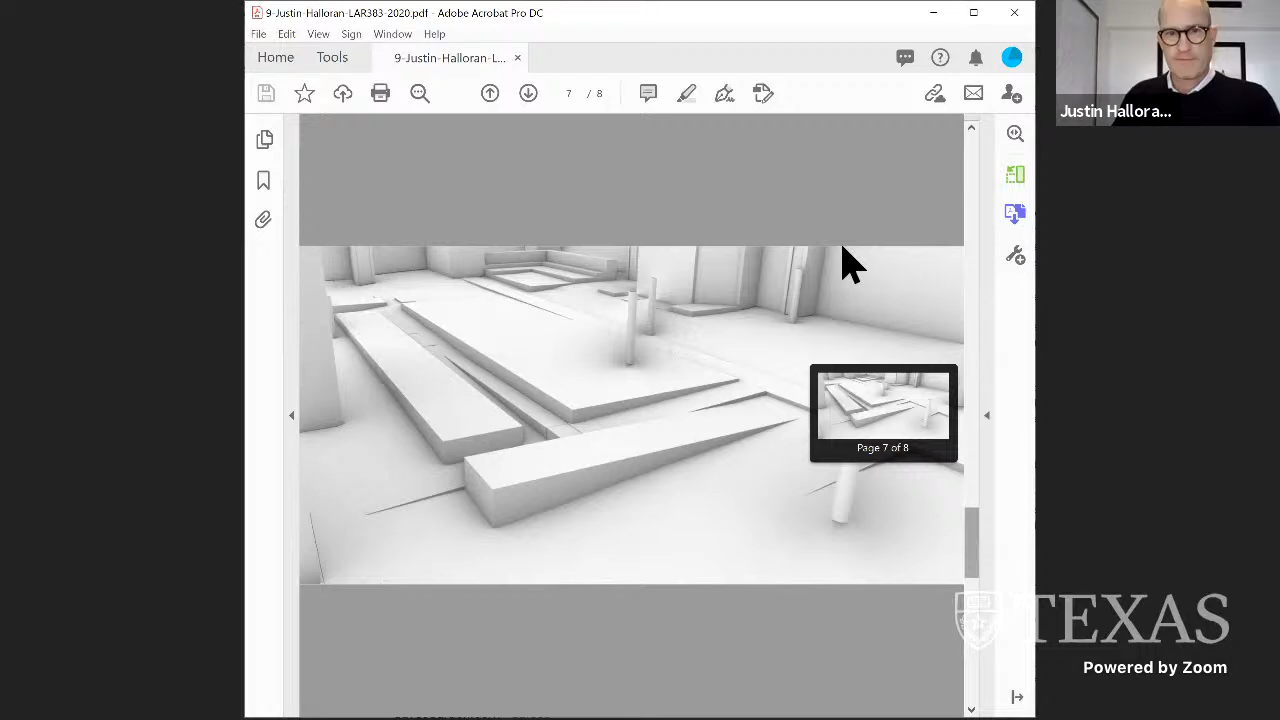 9-Justin-Halloran-LAR383-2020.pdf - Adobe Acrobat Pro DC
File Edit View Sign Window Help
Home Tools 9-Justin-Halloran-L... ×
7 / 8
Justin Hallora...
Page 7 of 8
TEXAS
Powered by Zoom